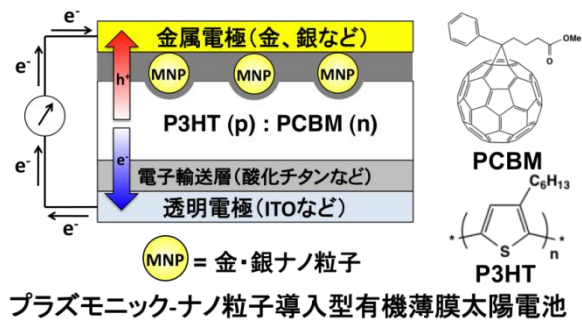 e-
金属電極(金、銀など)
e-
h+
MNP
MNP
MNP
P3HT (p) : PCBM (n)
e-
e-
電子輸送層(酸化チタンなど)
透明電極(ITOなど)
e-
MNP = 金・銀ナノ粒子
OMe
O
PCBM
C6H13
S
* ( ) n *
P3HT
プラズモニック-ナノ粒子導入型有機薄膜太陽電池